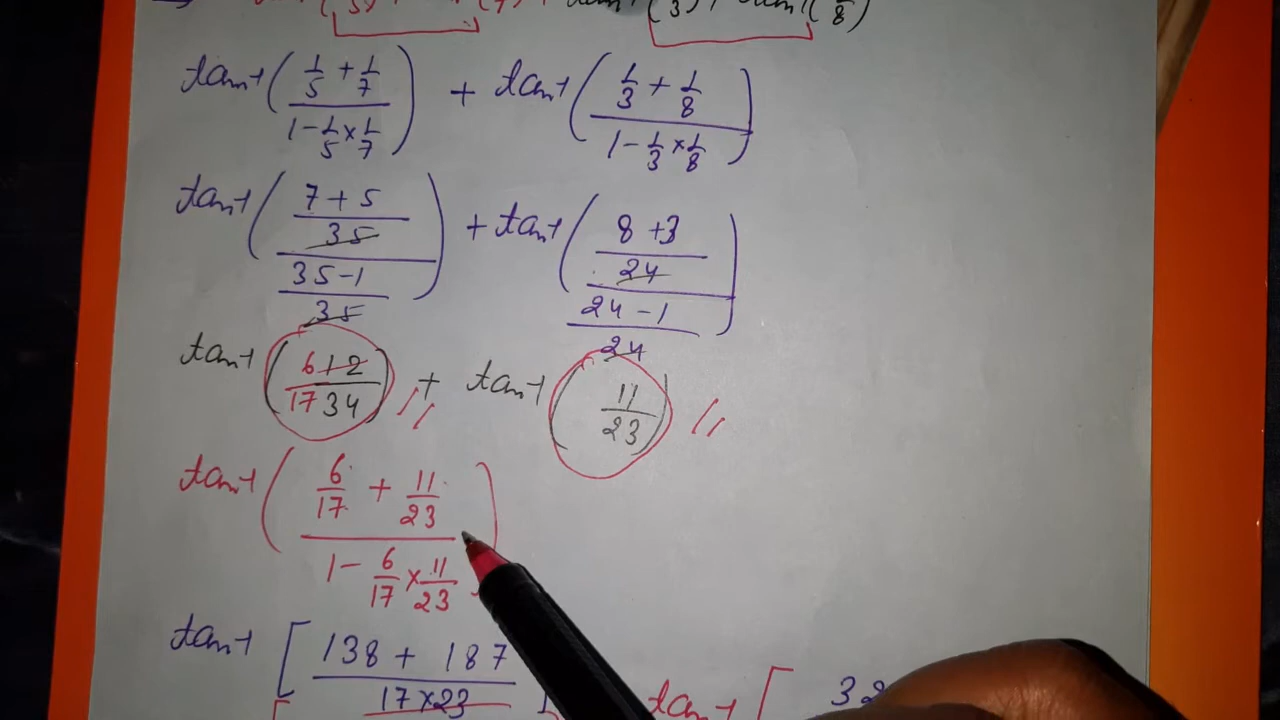 tan-1 ( 1/5 + 1/7 / 1 - 1/5 × 1/7 ) + tan-1 ( 1/3 + 1/8 / 1 - 1/3 × 1/8 )
tan-1 ( 7 + 5 / 35 / 35 - 1 / 35 ) + tan-1 ( 8 + 3 / 24 / 24 - 1 / 24 )
tan-1 ( 6 12 / 17 34 ) + tan-1 ( 11 / 23 )
tan-1 ( 6/17 + 11/23 / 1 - 6/17 × 11/23 )
tan-1 [ 138 + 187 / 17×23 tan-1 [